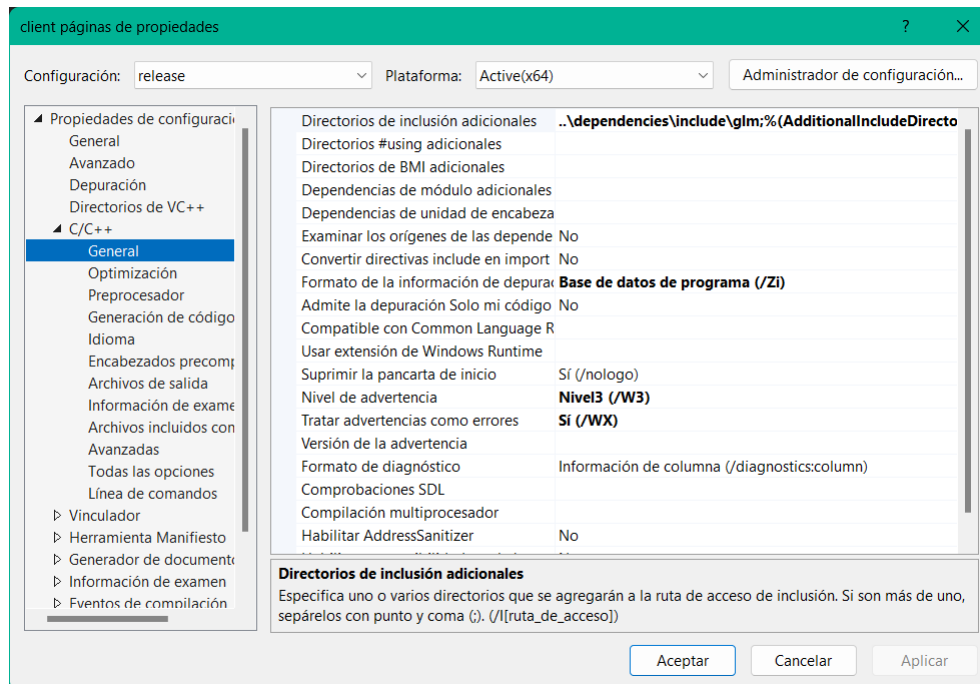 client páginas de propiedades
?
Configuración: release Plataforma: Active(x64) Administrador de configuración...
Propiedades de configuraci
General
Avanzado
Depuración
Directorios de VC++
C/C++
General
Optimización
Preprocesador
Generación de código
Idioma
Encabezados precomp
Archivos de salida
Información de exame
Archivos incluidos con
Avanzadas
Todas las opciones
Línea de comandos
Vinculador
Herramienta Manifiesto
Generador de documento
Información de examen
Eventos de compilación
Directorios de inclusión adicionales ..\dependencies\include\glm;%(AdditionalIncludeDirecto
Directorios #using adicionales
Directorios de BMI adicionales
Dependencias de módulo adicionales
Dependencias de unidad de encabeza
Examinar los orígenes de las depende No
Convertir directivas include en import No
Formato de la información de depurac Base de datos de programa (/Zi)
Admite la depuración Solo mi código No
Compatible con Common Language R
Usar extensión de Windows Runtime
Suprimir la pancarta de inicio Sí (/nologo)
Nivel de advertencia Nivel3 (/W3)
Tratar advertencias como errores Sí (/WX)
Versión de la advertencia
Formato de diagnóstico Información de columna (/diagnostics:column)
Comprobaciones SDL
Compilación multiprocesador
Habilitar AddressSanitizer No
Directorios de inclusión adicionales
Especifica uno o varios directorios que se agregarán a la ruta de acceso de inclusión. Si son más de uno,
sepárelos con punto y coma (;). (/I[ruta_de_acceso])
Aceptar Cancelar Aplicar